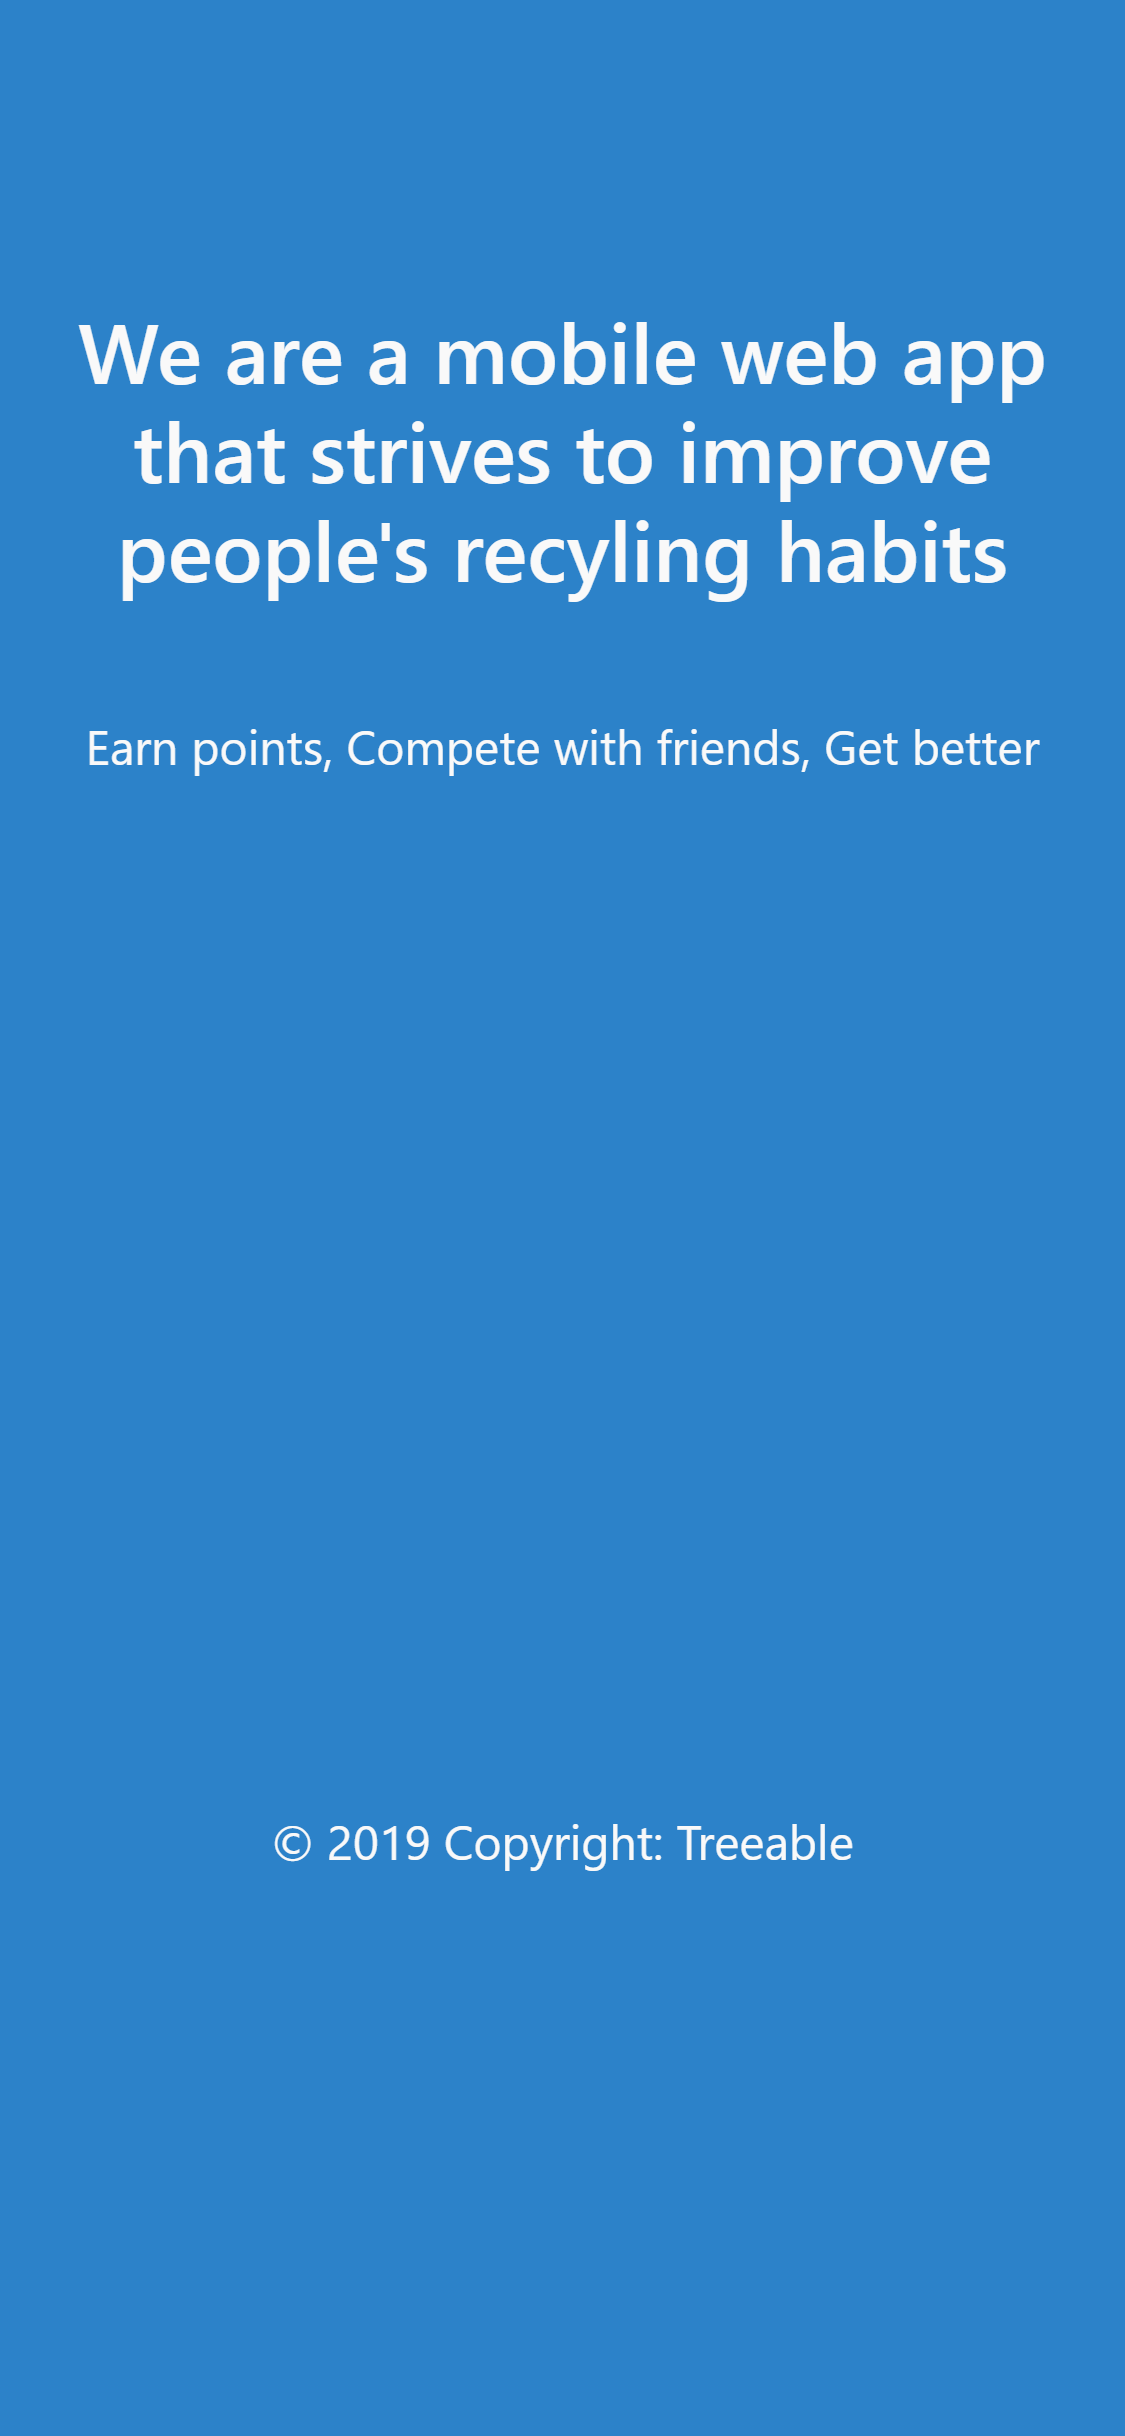 We are a mobile web app
that strives to improve
people's recyling habits
Earn points, Compete with friends, Get better
© 2019 Copyright: Treeable